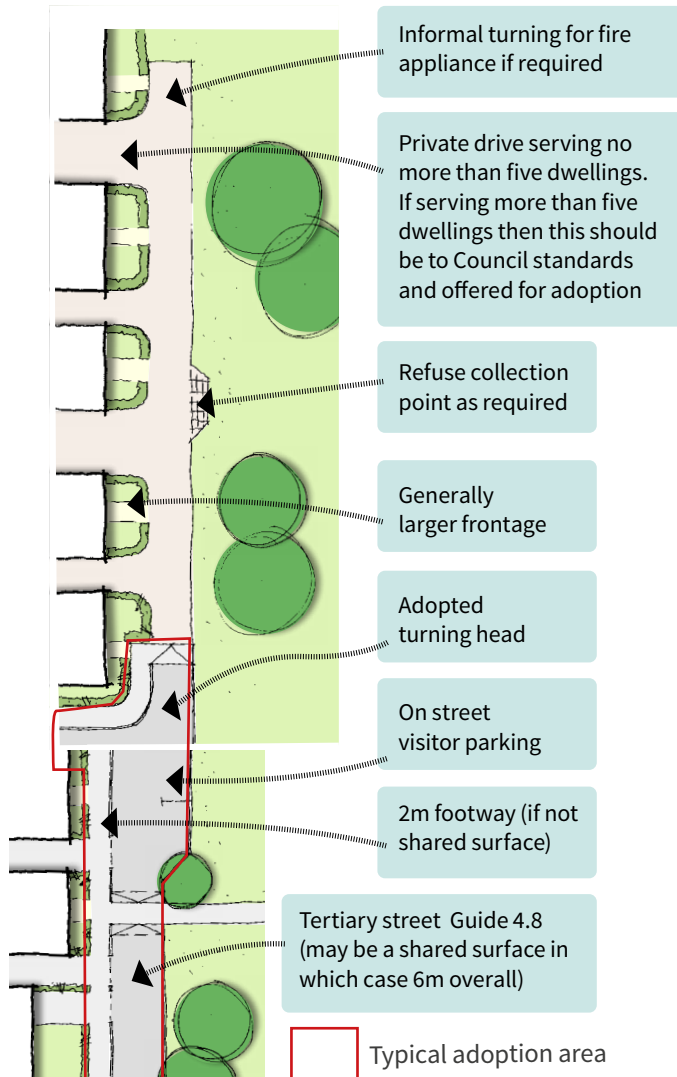 Informal turning for fire
appliance if required
Private drive serving no
more than five dwellings.
If serving more than five
dwellings then this should
be to Council standards
and offered for adoption
Refuse collection
point as required
Generally
larger frontage
Adopted
turning head
On street
visitor parking
2m footway (if not
shared surface)
Tertiary street Guide 4.8
(may be a shared surface in
which case 6m overall)
Typical adoption area